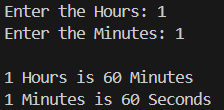 Enter the Hours: 1
Enter the Minutes: 1

1 Hours is 60 Minutes
1 Minutes is 60 Seconds